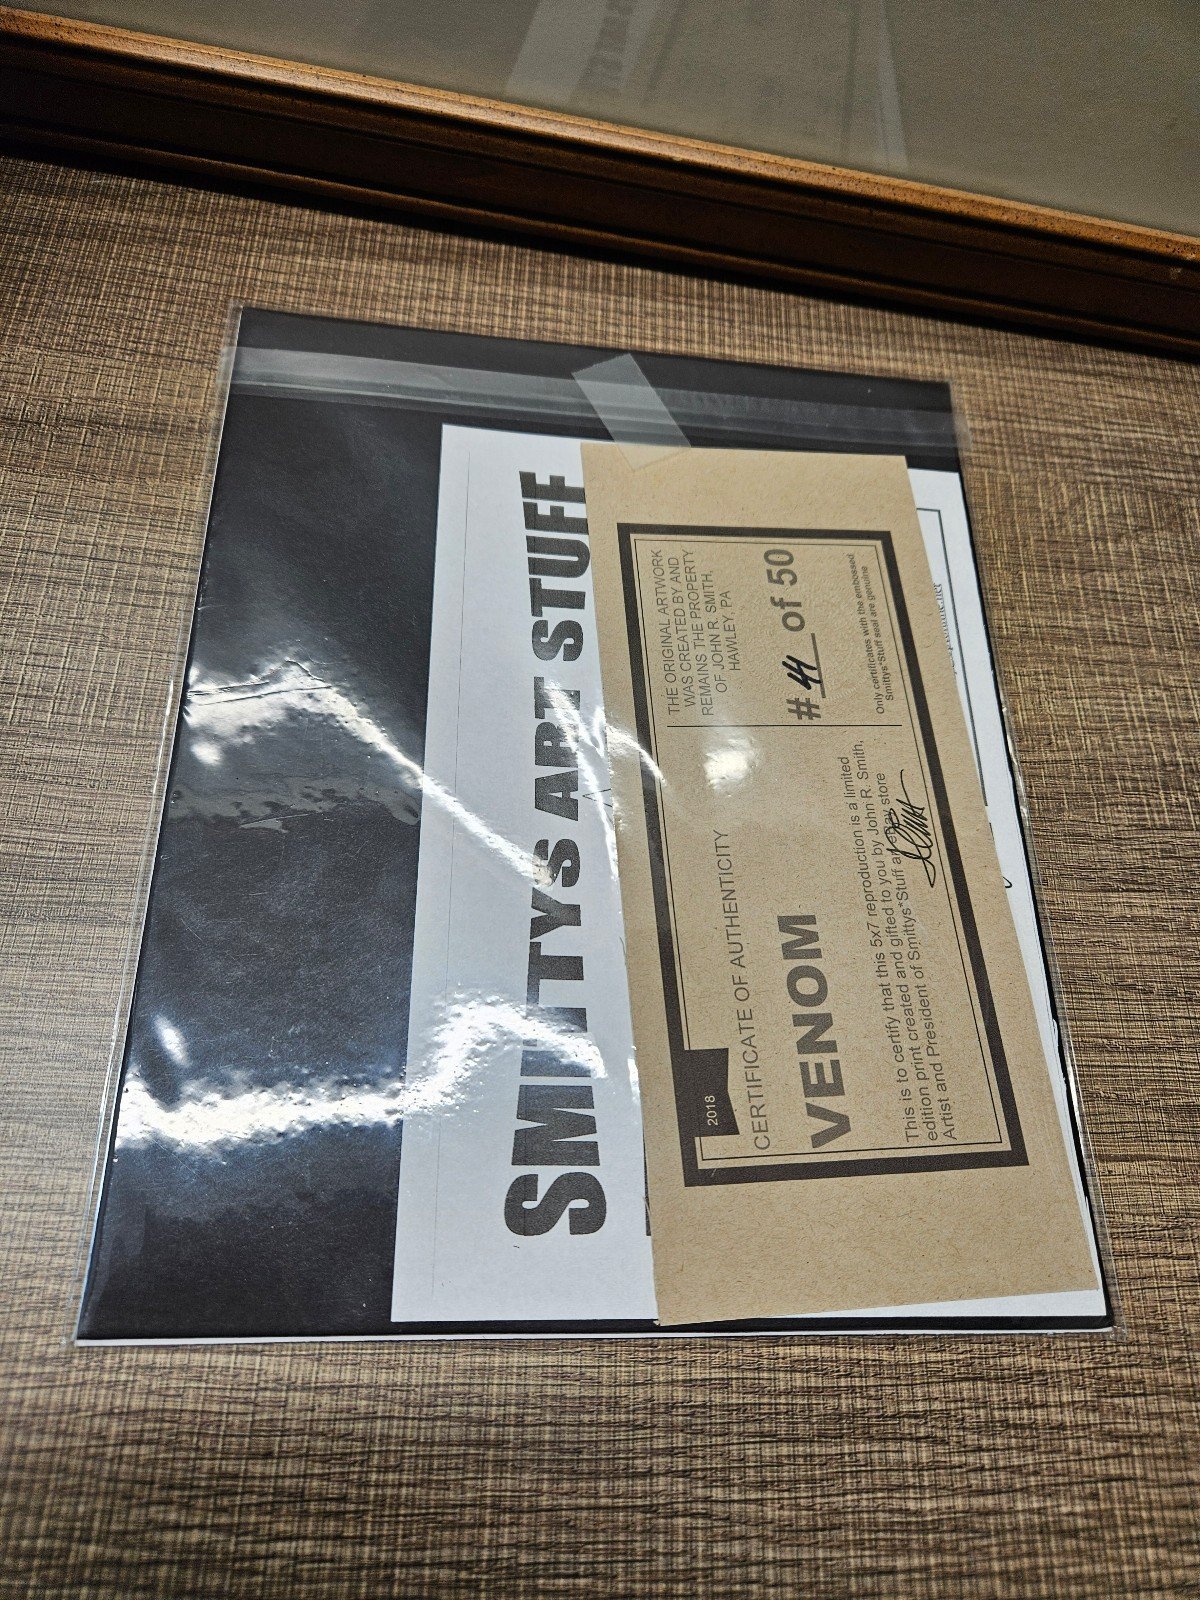 SMITTYS ART STUFF
2018
CERTIFICATE OF AUTHENTICITY
VENOM
This is to certify that this 5x7 reproduction is a limited
edition print created and gifted to you by John R. Smith,
Artist and President of Smittys*Stuff store
THE ORIGINAL ARTWORK
WAS CREATED BY AND
REMAINS THE PROPERTY
OF JOHN R. SMITH,
HAWLEY, PA
# 44 of 50
Only certificates with the embossed
Smittys*Stuff seal are genuine